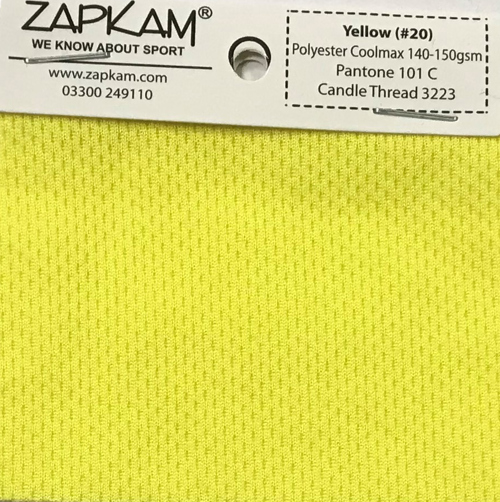 ZAPKAM®
WE KNOW ABOUT SPORT
www.zapkam.com
03300 249110
Yellow (#20)
Polyester Coolmax 140-150gsm
Pantone 101 C
Candle Thread 3223